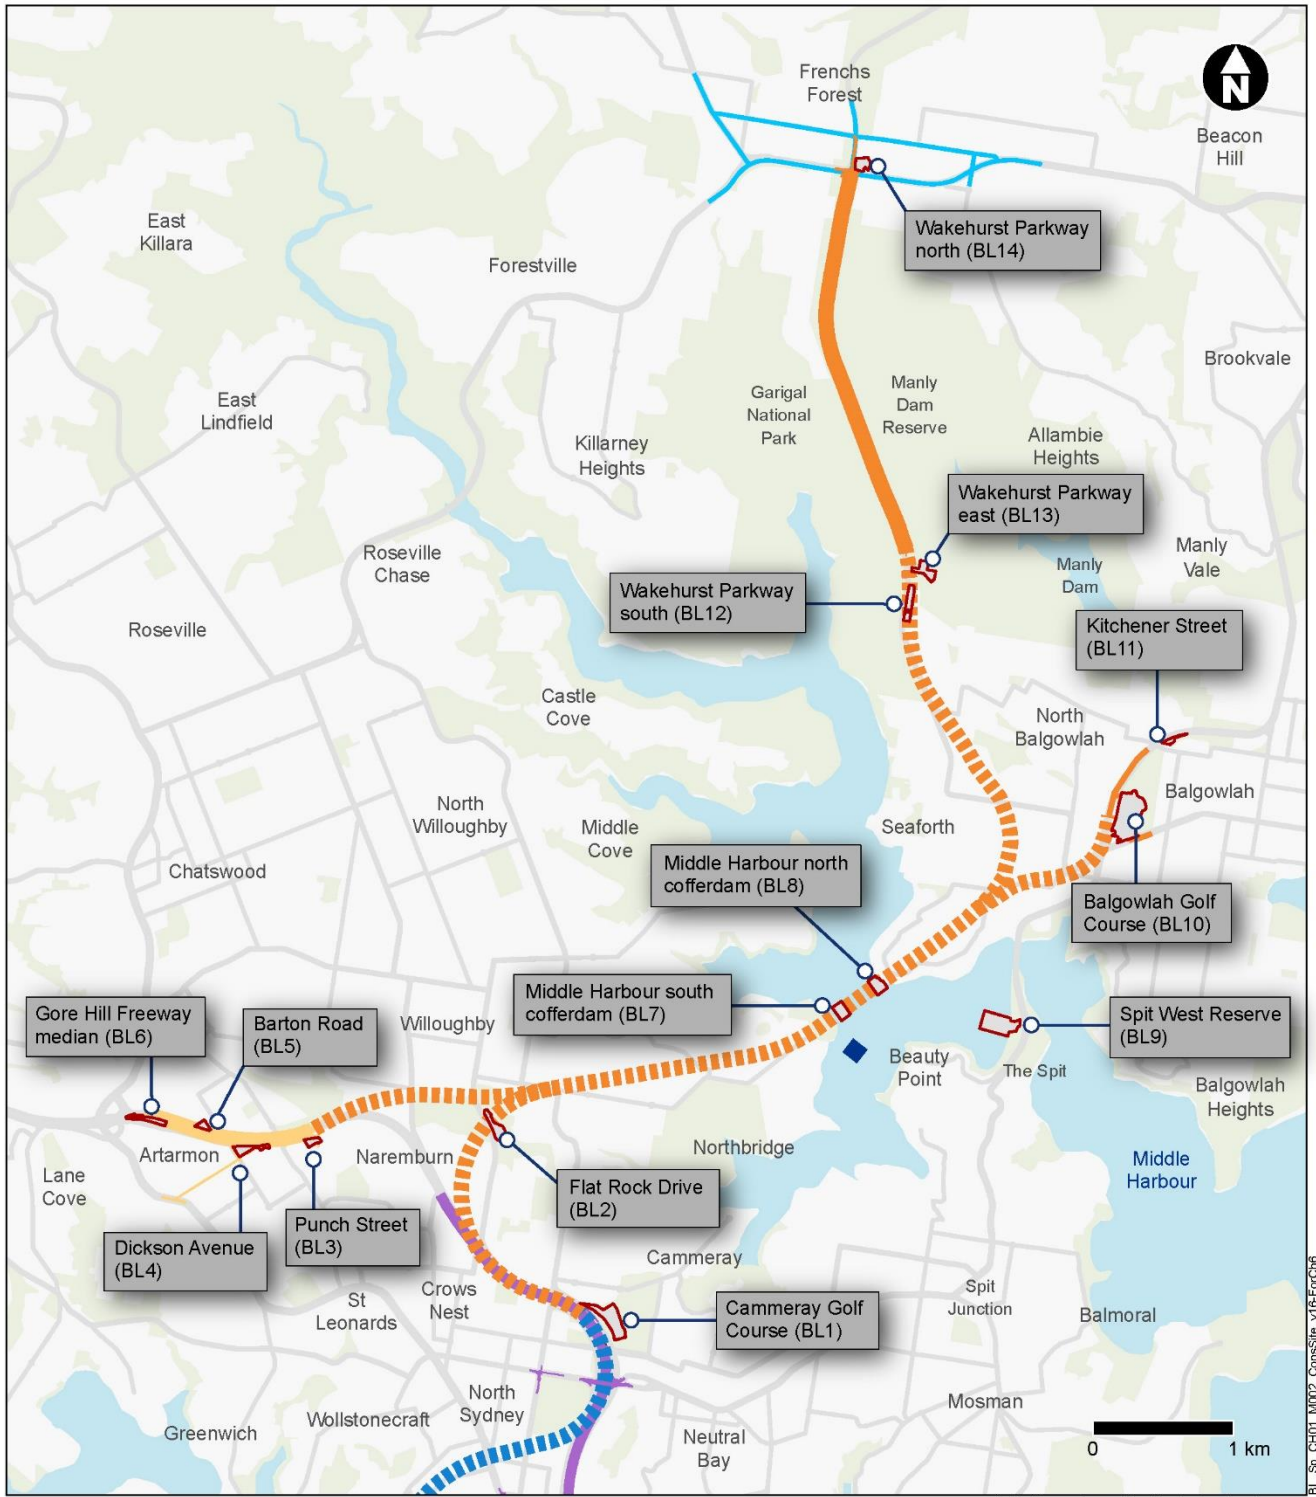 Frenchs
Forest
N
Beacon
Hill
East
Killara
Wakehurst Parkway
north (BL14)
Forestville
Brookvale
East
Lindfield
Garigal
National
Park
Manly
Dam
Reserve
Killarney
Heights
Allambie
Heights
Wakehurst Parkway
east (BL13)
Roseville
Chase
Manly
Vale
Manly
Dam
Wakehurst Parkway
south (BL12)
Roseville
Kitchener Street
(BL11)
Castle
Cove
North
Balgowlah
Balgowlah
North
Willoughby
Middle
Cove
Seaforth
Chatswood
Middle Harbour north
cofferdam (BL8)
Balgowlah Golf
Course (BL10)
Middle Harbour south
cofferdam (BL7)
Gore Hill Freeway
median (BL6)
Barton Road
(BL5)
Willoughby
Spit West Reserve
(BL9)
Beauty
Point
The Spit
Balgowlah
Heights
Artarmon
Naremburn
Northbridge
Lane
Cove
Middle
Harbour
Flat Rock Drive
(BL2)
Punch Street
(BL3)
Dickson Avenue
(BL4)
Cammeray
Crows
Nest
St
Leonards
Spit
Junction
Balmoral
Cammeray Golf
Course (BL1)
North
Sydney
Mosman
Wollstonecraft
Greenwich
Neutral
Bay
0 1 km
BL_Sp_CH01_M002_ConsSite_v16-ForCh6